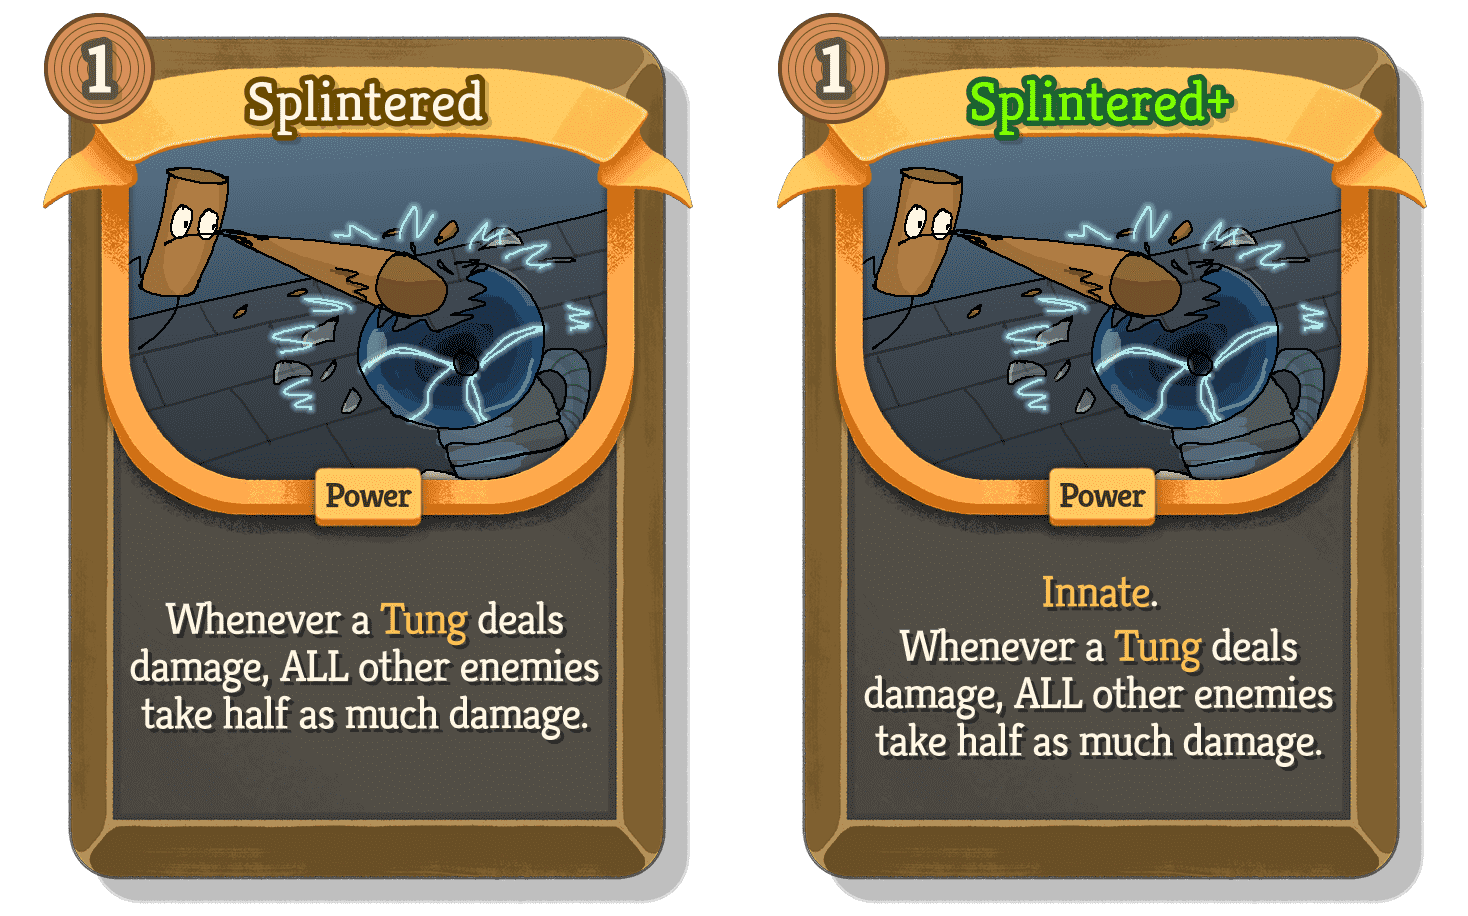 1
Splintered
Power
Whenever a Tung deals
damage, ALL other enemies
take half as much damage.
1
Splintered+
Power
Innate.
Whenever a Tung deals
damage, ALL other enemies
take half as much damage.